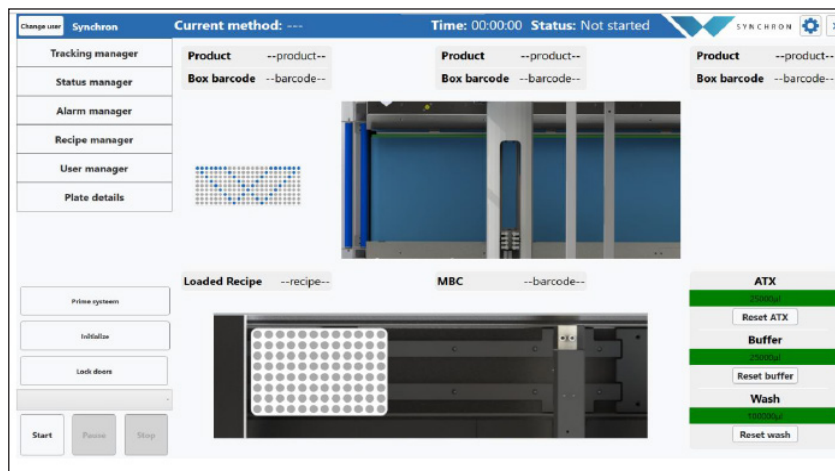 Change user Synchron Current method: --- Time: 00:00:00 Status: Not started SYNCHRON
Tracking manager
Status manager
Alarm manager
Recipe manager
User manager
Plate details
Product --product-- Product --product-- Product --product--
Box barcode --barcode-- Box barcode --barcode-- Box barcode --barcode--
Loaded Recipe --recipe-- MBC --barcode--
Prime systeem
Initialize
Lock doors
Start Pause Stop
ATX
25000µl
Reset ATX
Buffer
25000µl
Reset buffer
Wash
100000µl
Reset wash